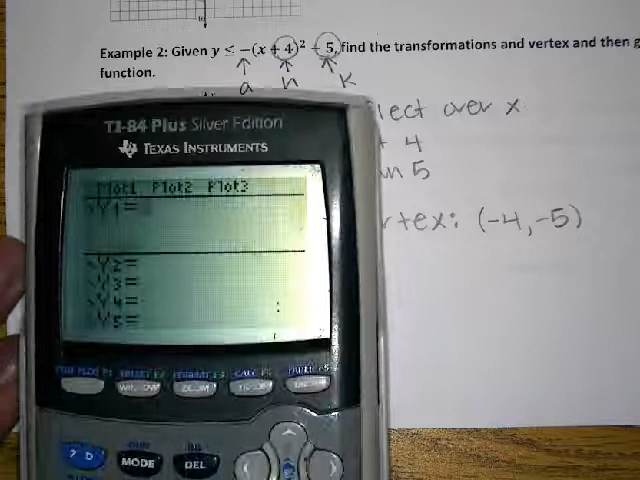 Example 2: Given y ≤ −(x + 4)² − 5, find the transformations and vertex and then g
function.
a h k
lect over x
4
n 5
rtex: (-4,-5)
TI-84 Plus Silver Edition
TEXAS INSTRUMENTS
Plot1 Plot2 Plot3
\Y1=
\Y2=
\Y3=
\Y4=
\Y5=
MODE
DEL